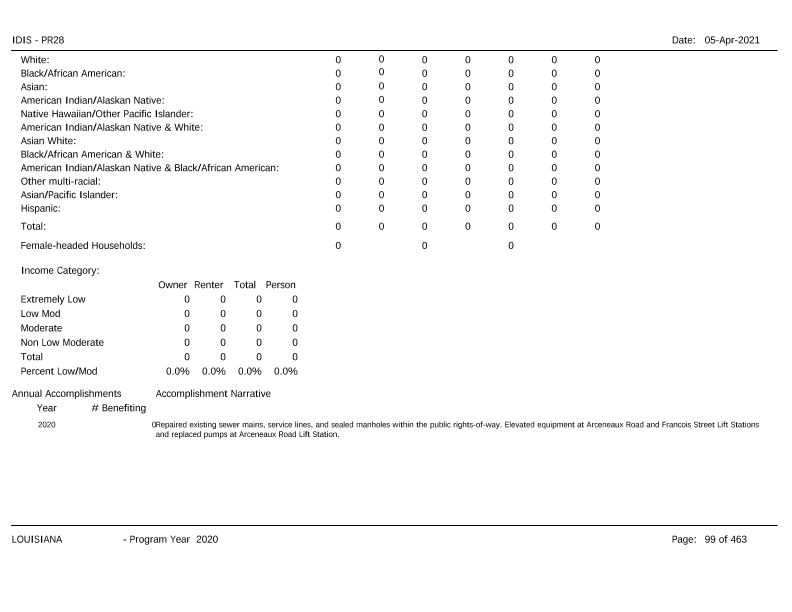 IDIS - PR28 Date: 05-Apr-2021
White: 0 0 0 0 0 0 0
Black/African American: 0 0 0 0 0 0 0
Asian: 0 0 0 0 0 0 0
American Indian/Alaskan Native: 0 0 0 0 0 0 0
Native Hawaiian/Other Pacific Islander: 0 0 0 0 0 0 0
American Indian/Alaskan Native & White: 0 0 0 0 0 0 0
Asian White: 0 0 0 0 0 0 0
Black/African American & White: 0 0 0 0 0 0 0
American Indian/Alaskan Native & Black/African American: 0 0 0 0 0 0 0
Other multi-racial: 0 0 0 0 0 0 0
Asian/Pacific Islander: 0 0 0 0 0 0 0
Hispanic: 0 0 0 0 0 0 0
Total: 0 0 0 0 0 0 0
Female-headed Households: 0 0 0
Income Category:
Owner Renter Total Person
Extremely Low 0 0 0 0
Low Mod 0 0 0 0
Moderate 0 0 0 0
Non Low Moderate 0 0 0 0
Total 0 0 0 0
Percent Low/Mod 0.0% 0.0% 0.0% 0.0%
Annual Accomplishments Accomplishment Narrative
Year # Benefiting
2020 0Repaired existing sewer mains, service lines, and sealed manholes within the public rights-of-way. Elevated equipment at Arceneaux Road and Francois Street Lift Stations
and replaced pumps at Arceneaux Road Lift Station.
LOUISIANA - Program Year 2020 Page: 99 of 463